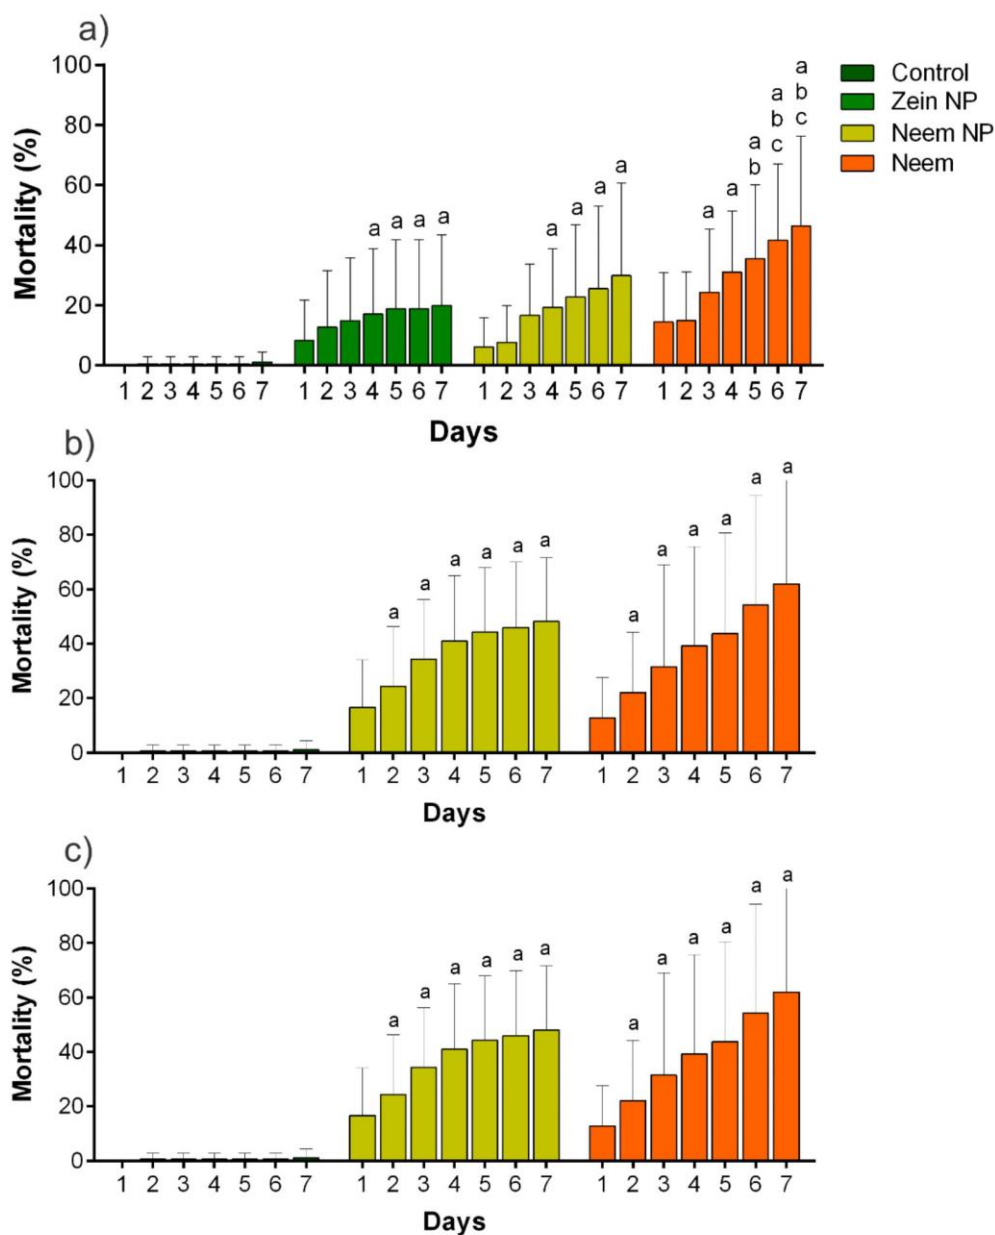 a)
Mortality (%)
100
80
60
40
20
0
a a a a
a a a a
a a
a
b
a
b
c
a
b
c
1 2 3 4 5 6 7 1 2 3 4 5 6 7 1 2 3 4 5 6 7 1 2 3 4 5 6 7
Days
Control
Zein NP
Neem NP
Neem
b)
Mortality (%)
100
80
60
40
20
0
a a a a a a
a a a a a a
1 2 3 4 5 6 7 1 2 3 4 5 6 7 1 2 3 4 5 6 7
Days
c)
Mortality (%)
100
80
60
40
20
0
a a a a a a
a a a a a a
1 2 3 4 5 6 7 1 2 3 4 5 6 7 1 2 3 4 5 6 7
Days